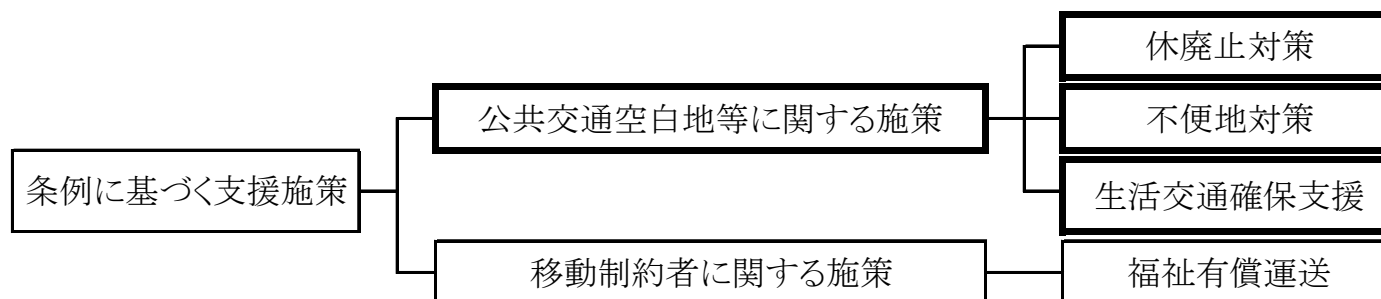 条例に基づく支援施策
公共交通空白地等に関する施策
休廃止対策
不便地対策
生活交通確保支援
移動制約者に関する施策
福祉有償運送